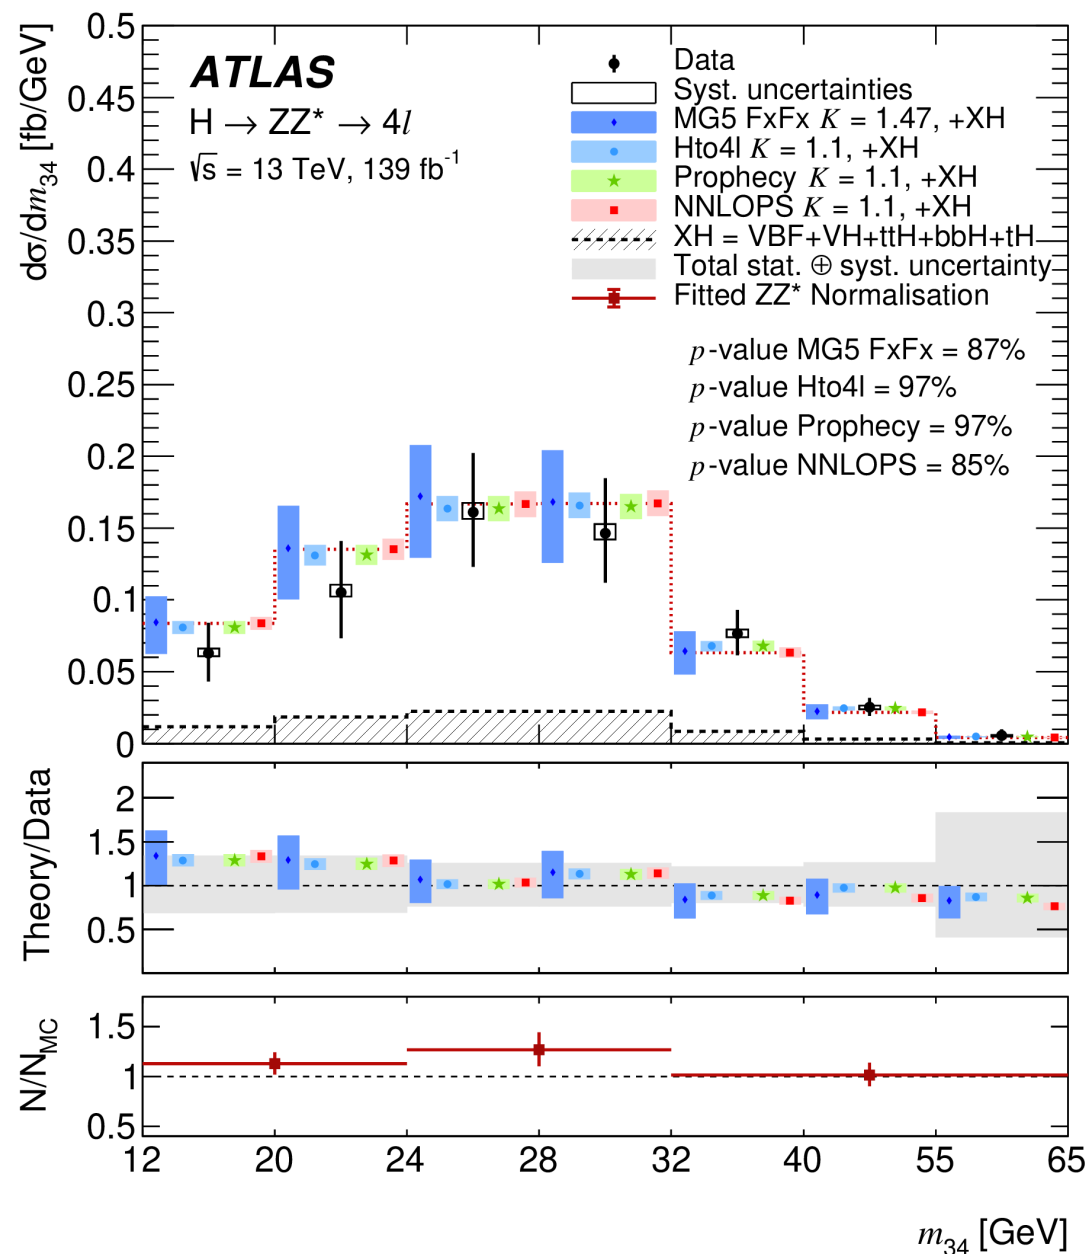 dσ/dm₃₄ [fb/GeV]
0.5
0.45
0.4
0.35
0.3
0.25
0.2
0.15
0.1
0.05
0
ATLAS
H → ZZ* → 4l
√s = 13 TeV, 139 fb⁻¹
Data
Syst. uncertainties
MG5 FxFx K = 1.47, +XH
Hto4l K = 1.1, +XH
Prophecy K = 1.1, +XH
NNLOPS K = 1.1, +XH
XH = VBF+VH+ttH+bbH+tH
Total stat. ⊕ syst. uncertainty
Fitted ZZ* Normalisation
p-value MG5 FxFx = 87%
p-value Hto4l = 97%
p-value Prophecy = 97%
p-value NNLOPS = 85%
Theory/Data
2
1.5
1
0.5
N/N_MC
1.5
1
0.5
12 20 24 28 32 40 55 65
m₃₄ [GeV]